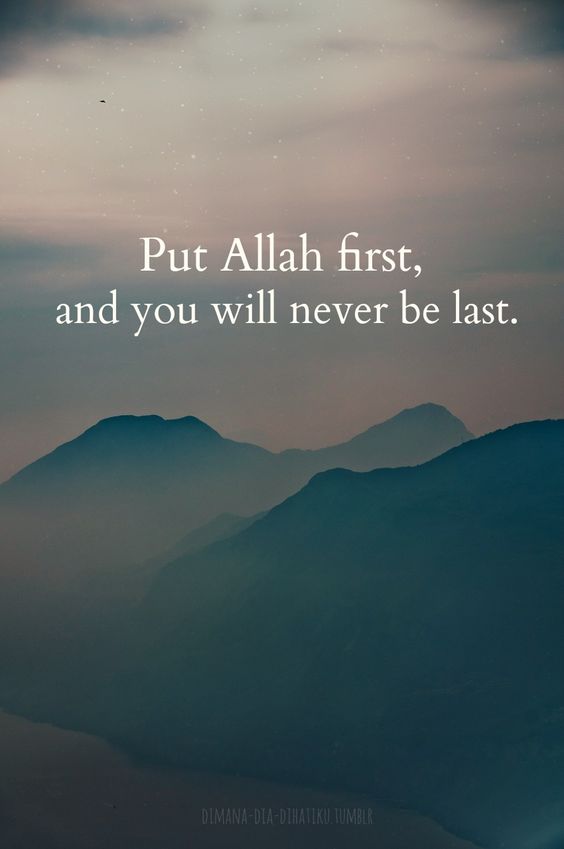 Put Allah first,
and you will never be last.
DIMANA-DIA-DIHATIKU.TUMBLR